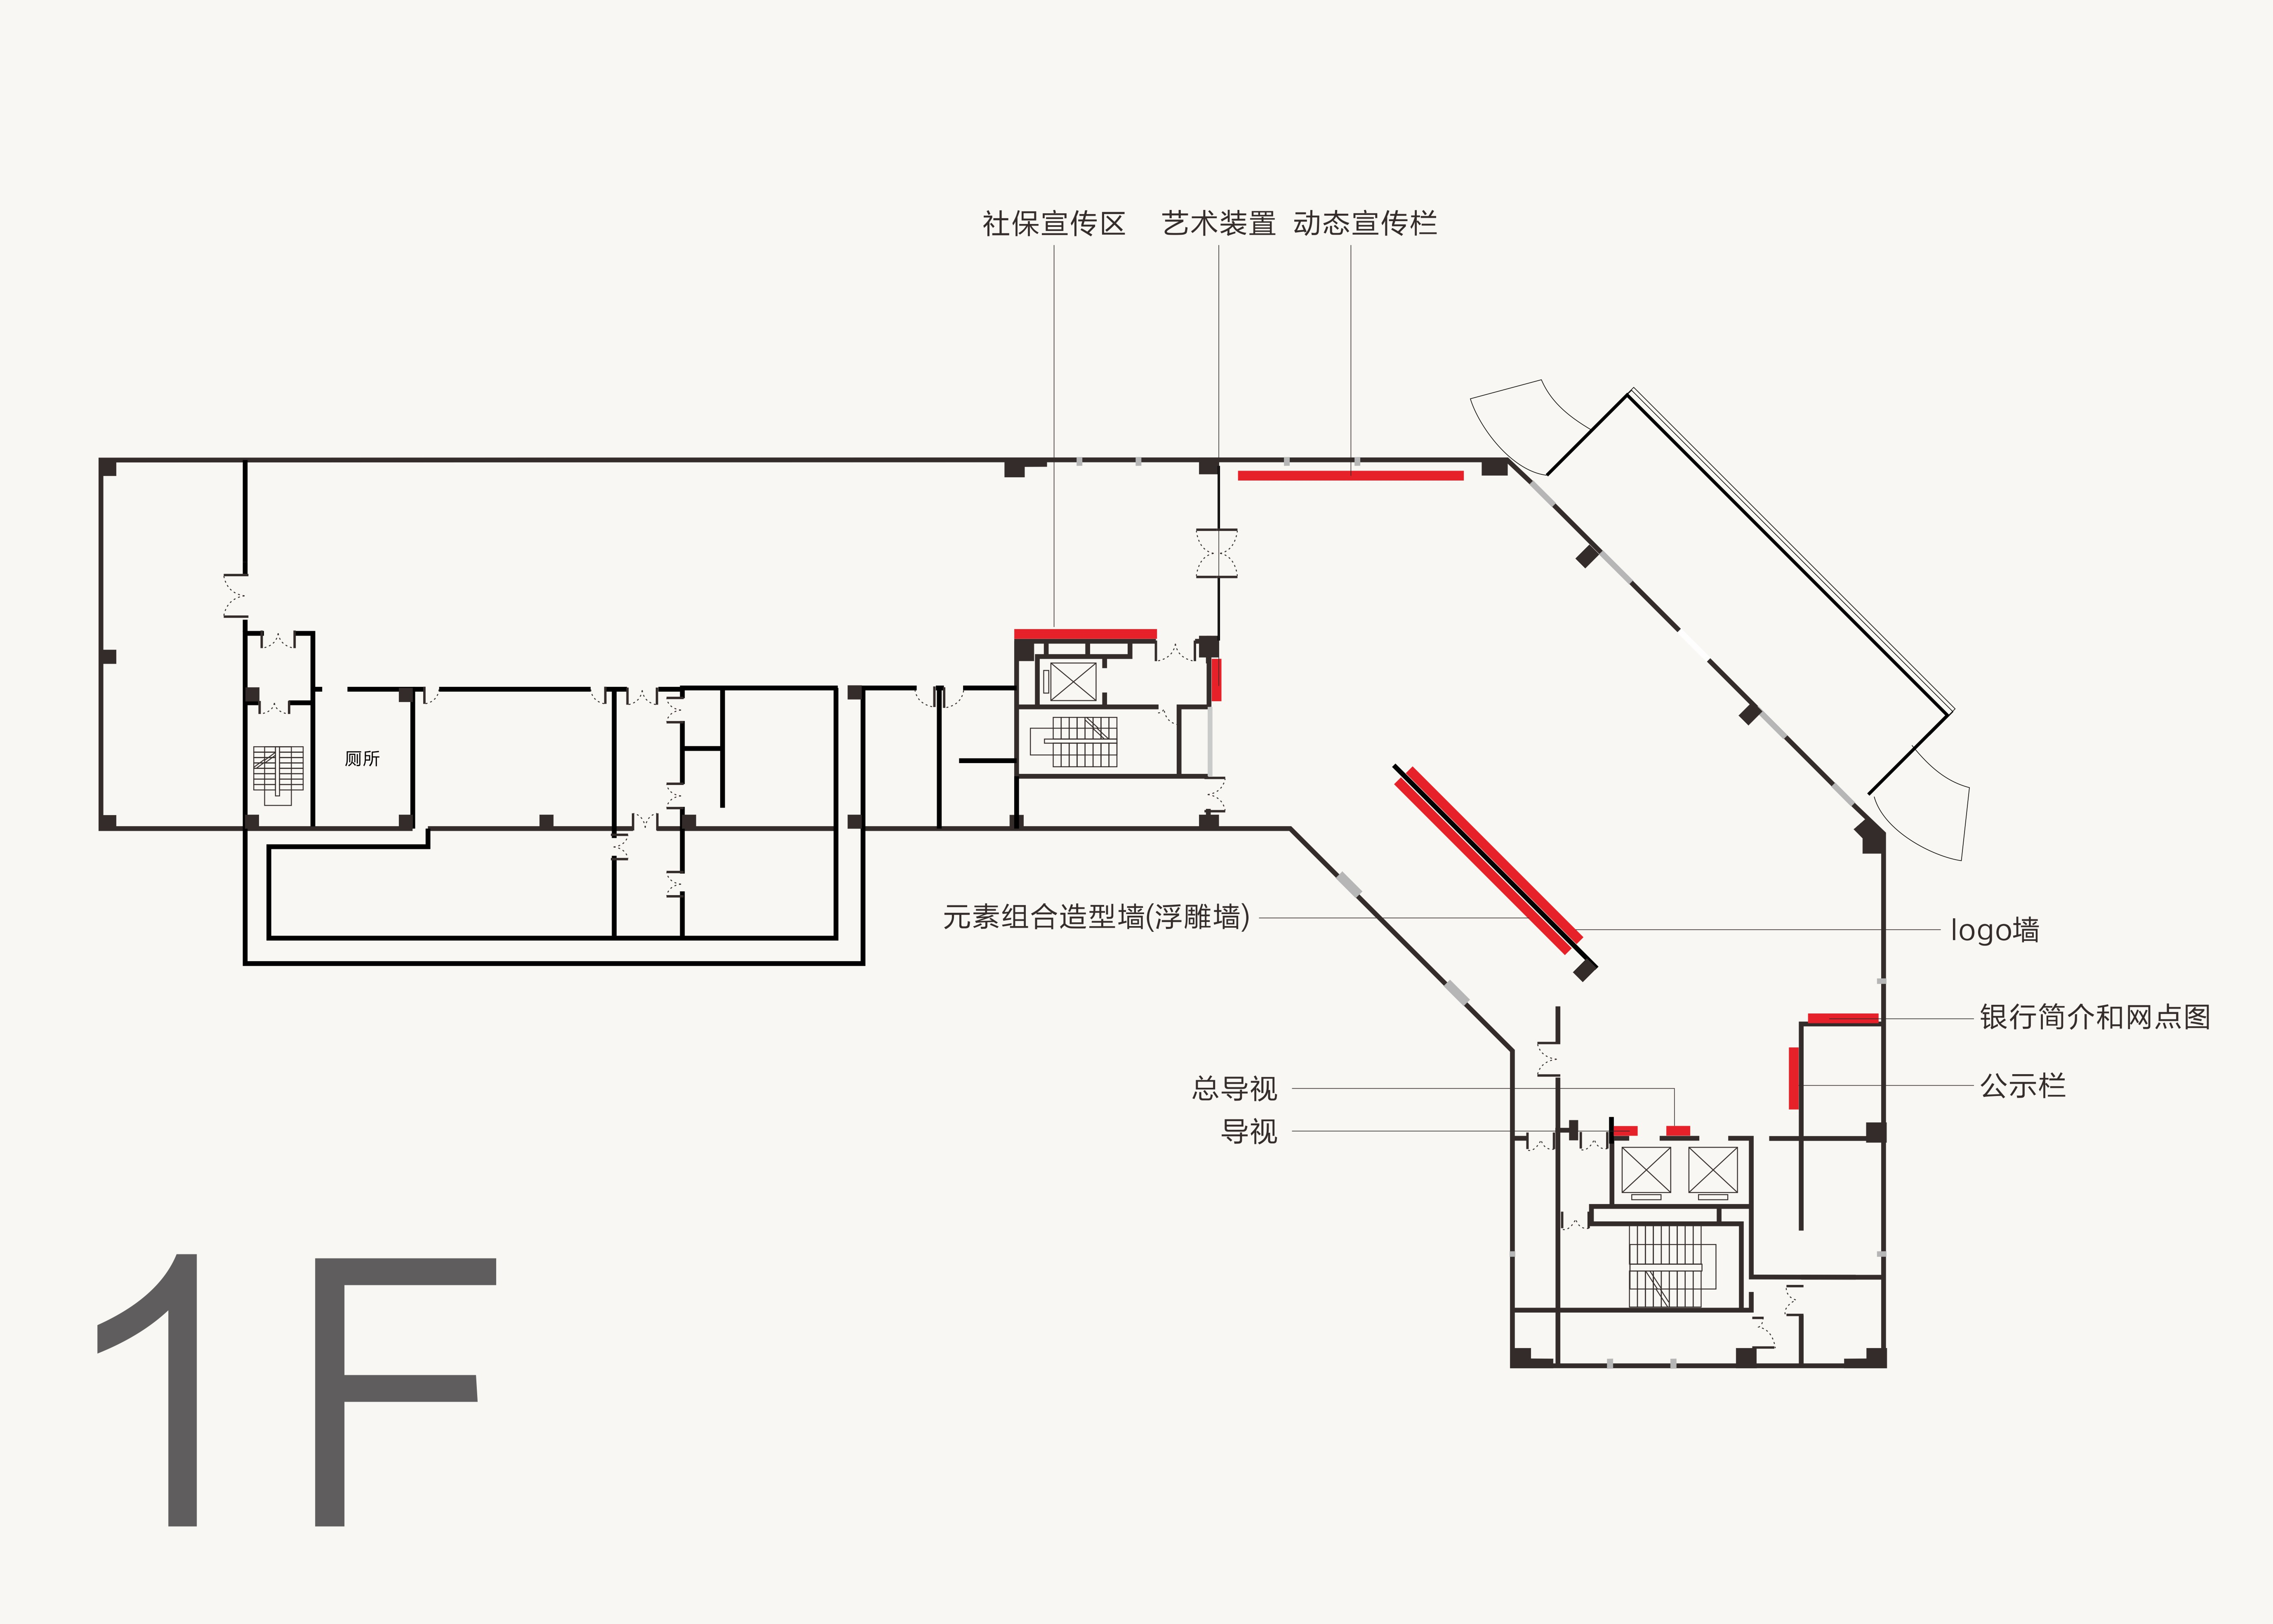 社保宣传区
艺术装置
动态宣传栏
厕所
元素组合造型墙(浮雕墙)
logo墙
银行简介和网点图
总导视
公示栏
导视
1F